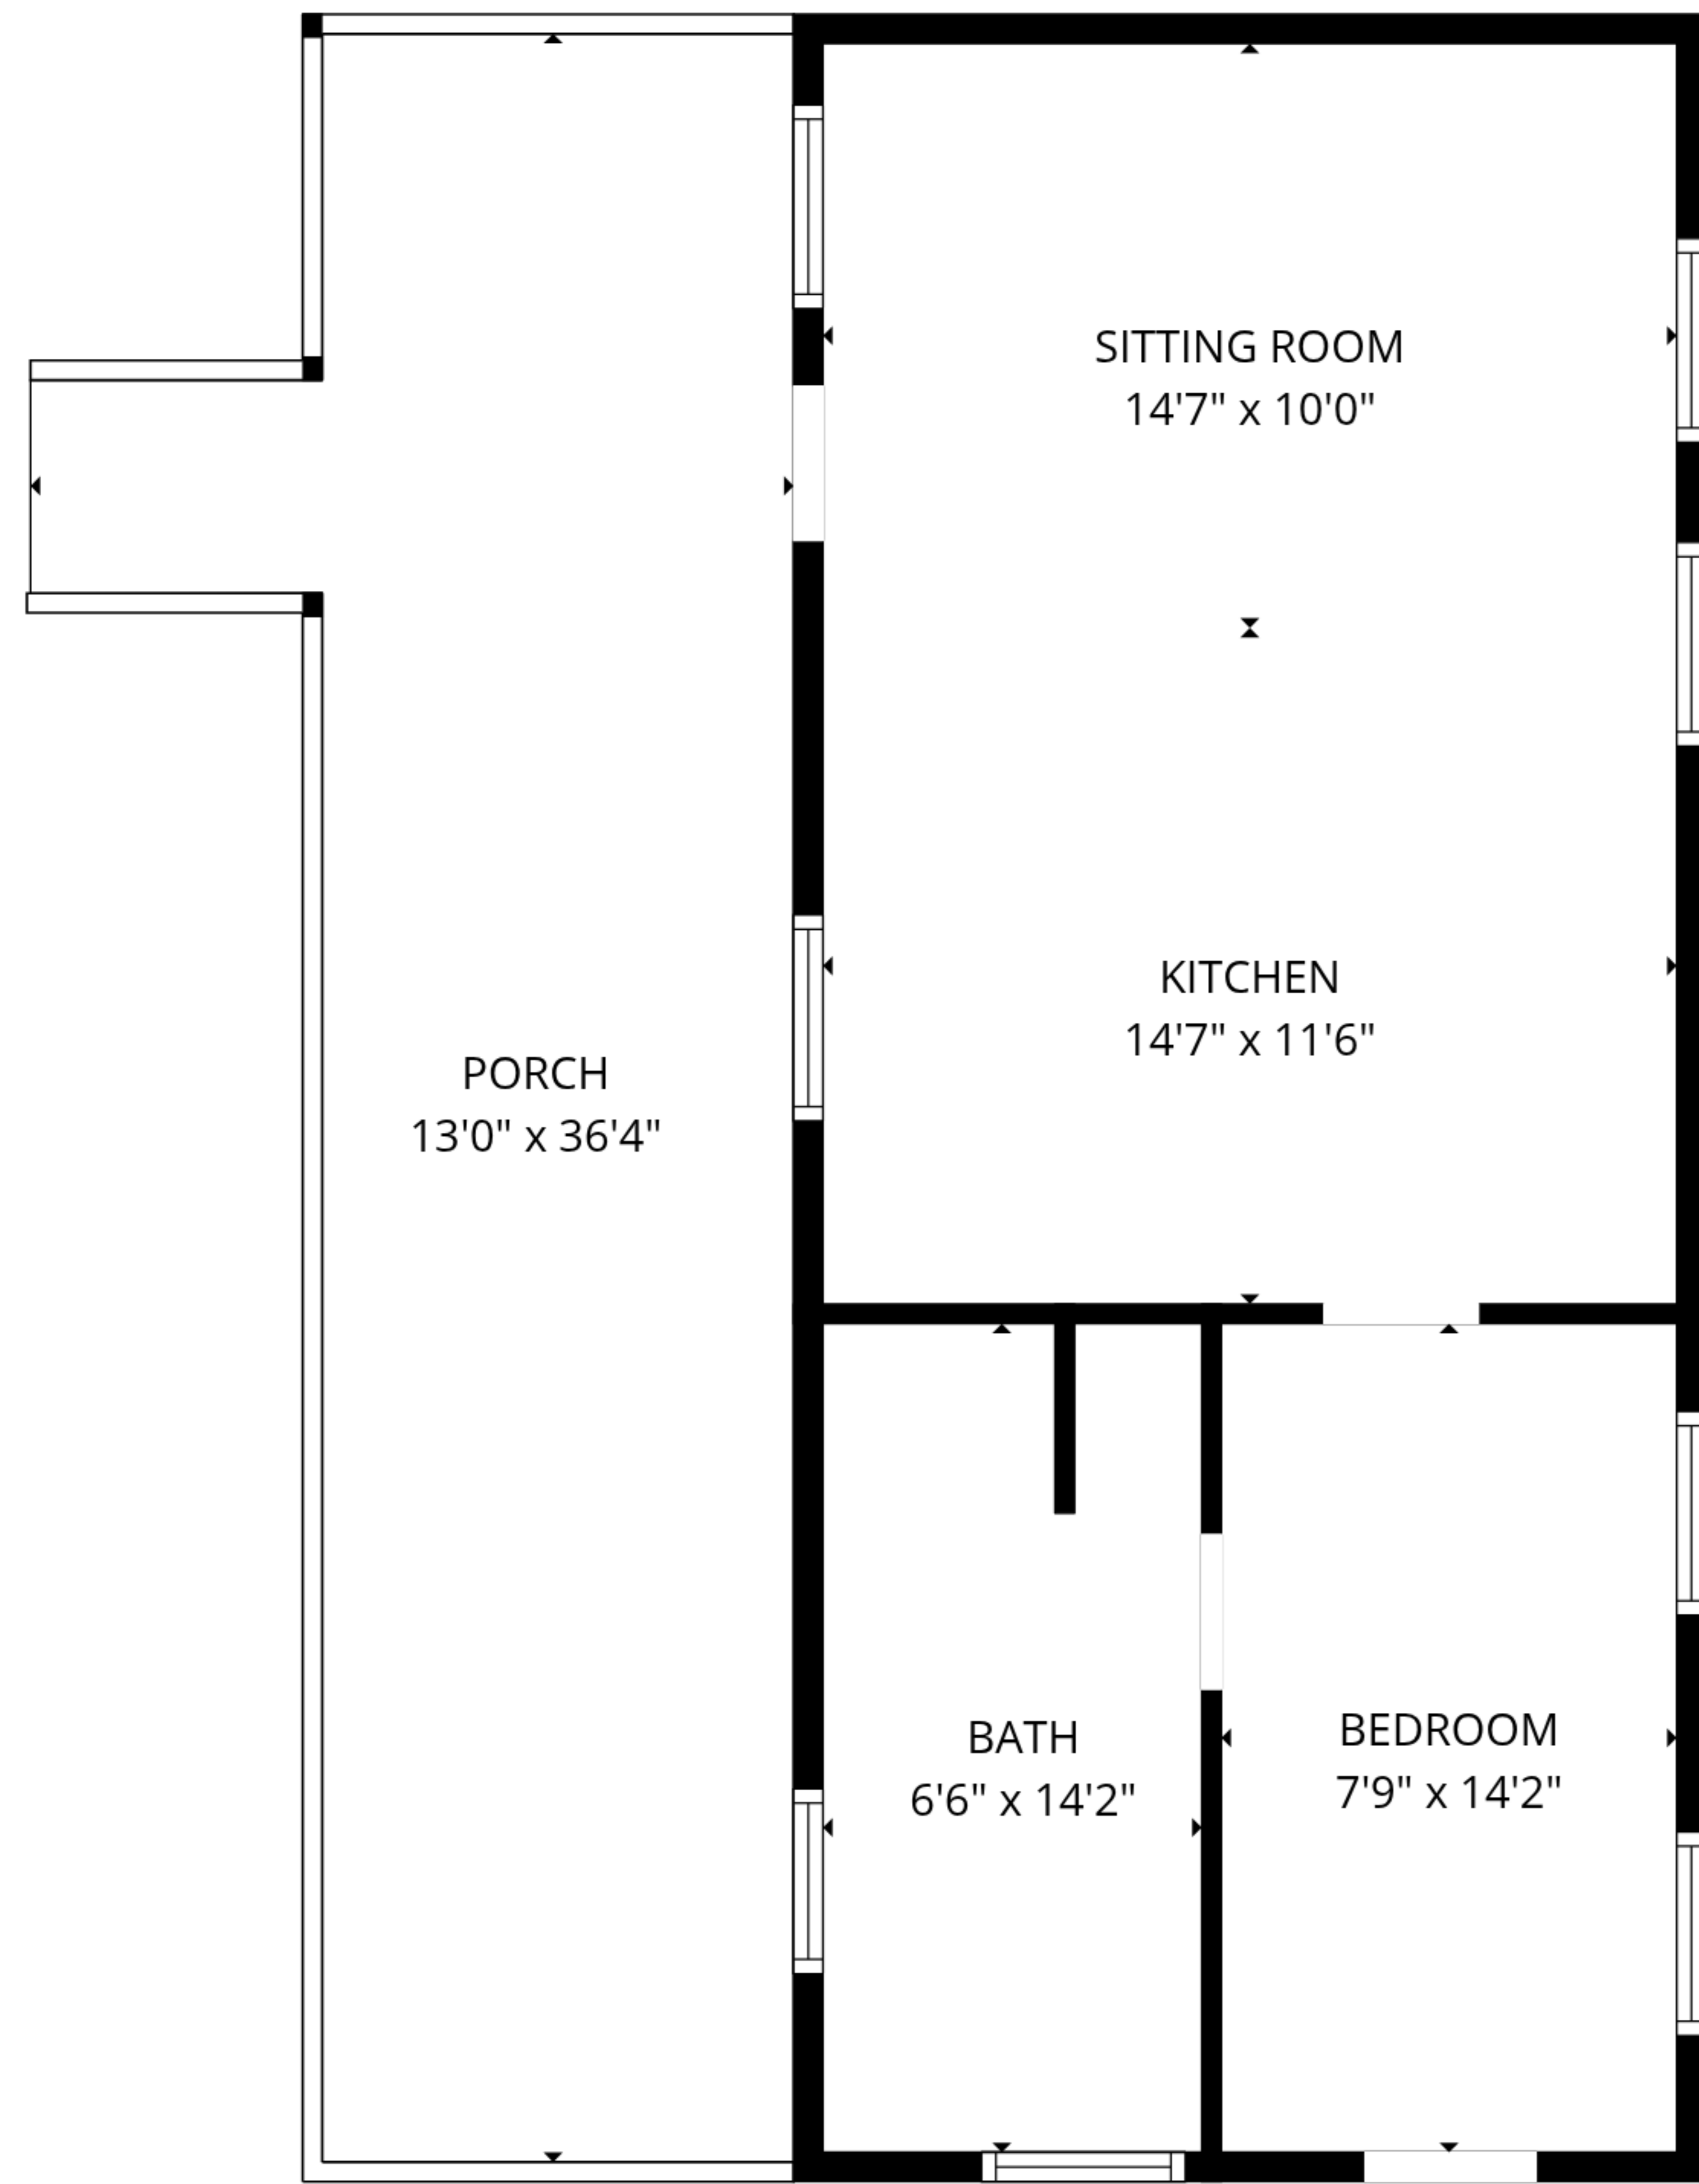 SITTING ROOM
14'7" x 10'0"
KITCHEN
14'7" x 11'6"
PORCH
13'0" x 36'4"
BATH
6'6" x 14'2"
BEDROOM
7'9" x 14'2"